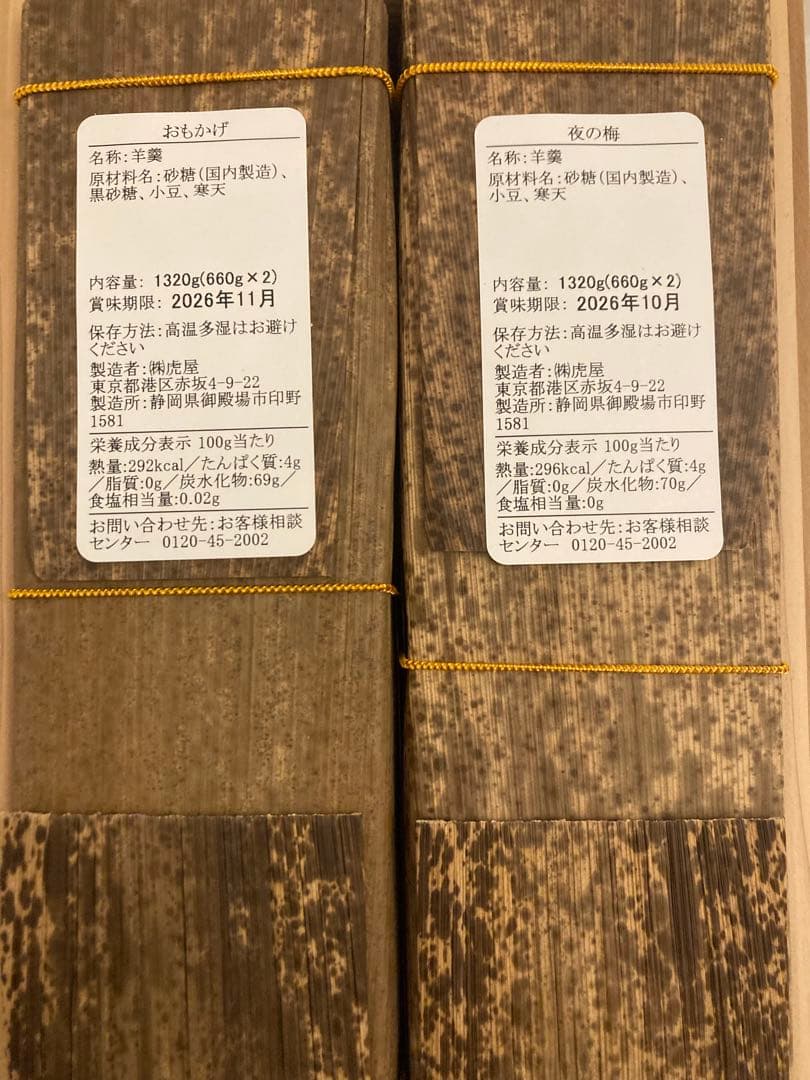 おもかげ
名称:羊羹
原材料名:砂糖(国内製造)、
黒砂糖、小豆、寒天
内容量: 1320g(660g×2)
賞味期限: 2026年11月
保存方法:高温多湿はお避け
ください
製造者:㈱虎屋
東京都港区赤坂4-9-22
製造所:静岡県御殿場市印野
1581
栄養成分表示 100g当たり
熱量:292kcal/たんぱく質:4g
/脂質:0g/炭水化物:69g/
食塩相当量:0.02g
お問い合わせ先:お客様相談
センター 0120-45-2002
夜の梅
名称:羊羹
原材料名:砂糖(国内製造)、
小豆、寒天
内容量: 1320g(660g×2)
賞味期限: 2026年10月
保存方法:高温多湿はお避け
ください
製造者:㈱虎屋
東京都港区赤坂4-9-22
製造所:静岡県御殿場市印野
1581
栄養成分表示 100g当たり
熱量:296kcal/たんぱく質:4g
/脂質:0g/炭水化物:70g/
食塩相当量:0g
お問い合わせ先:お客様相談
センター 0120-45-2002